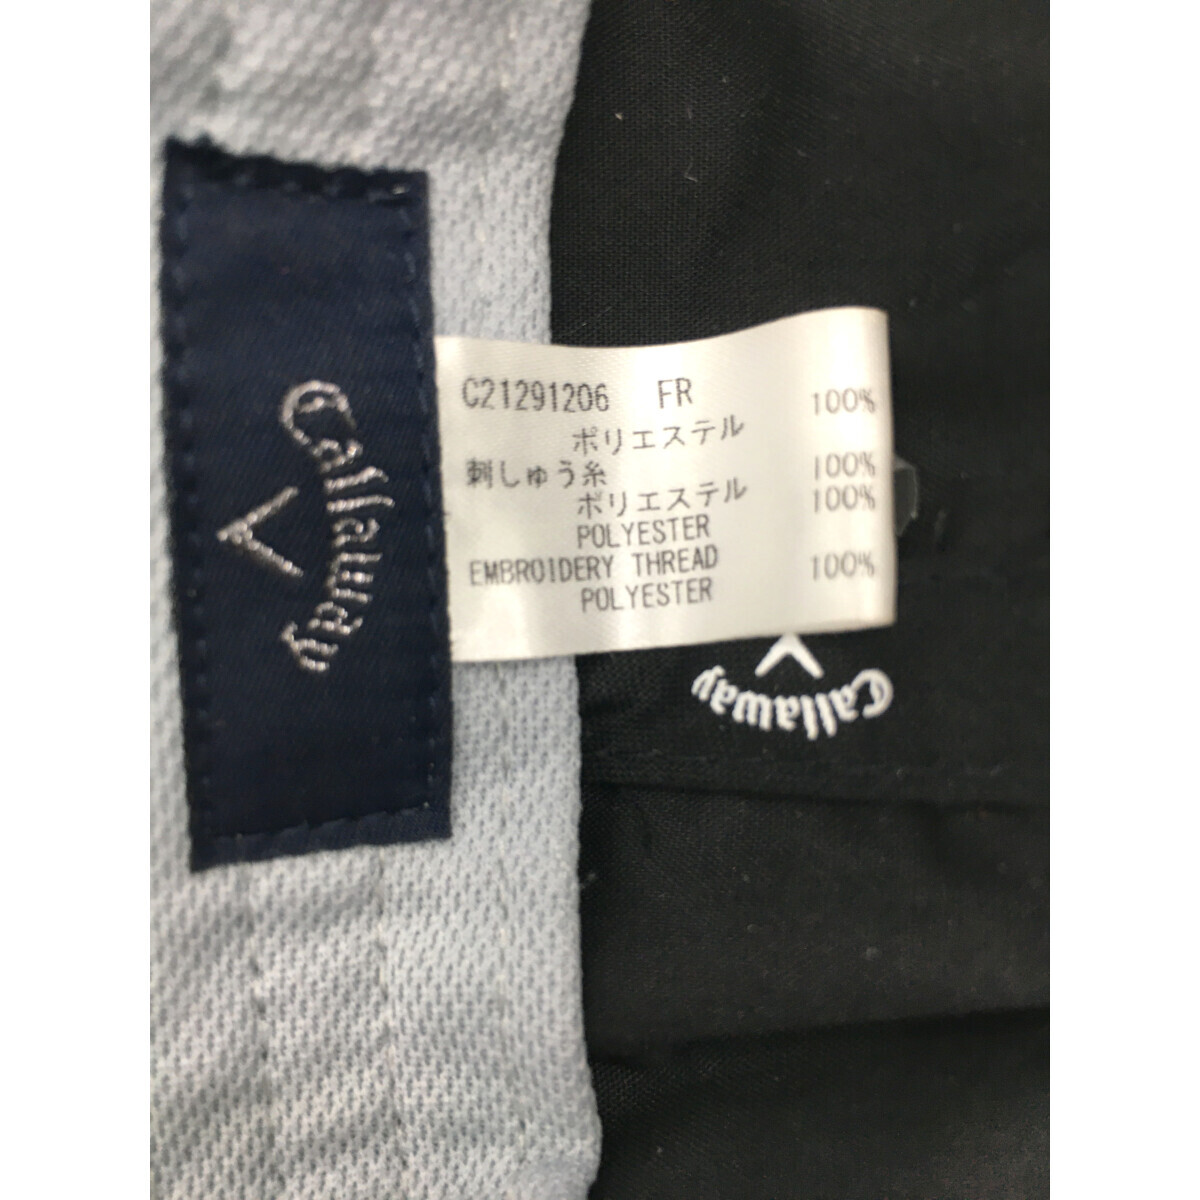 Callaway
C21291206 FR
ポリエステル 100%
刺しゅう糸
ポリエステル 100%
POLYESTER 100%
EMBROIDERY THREAD
POLYESTER 100%
Callaway